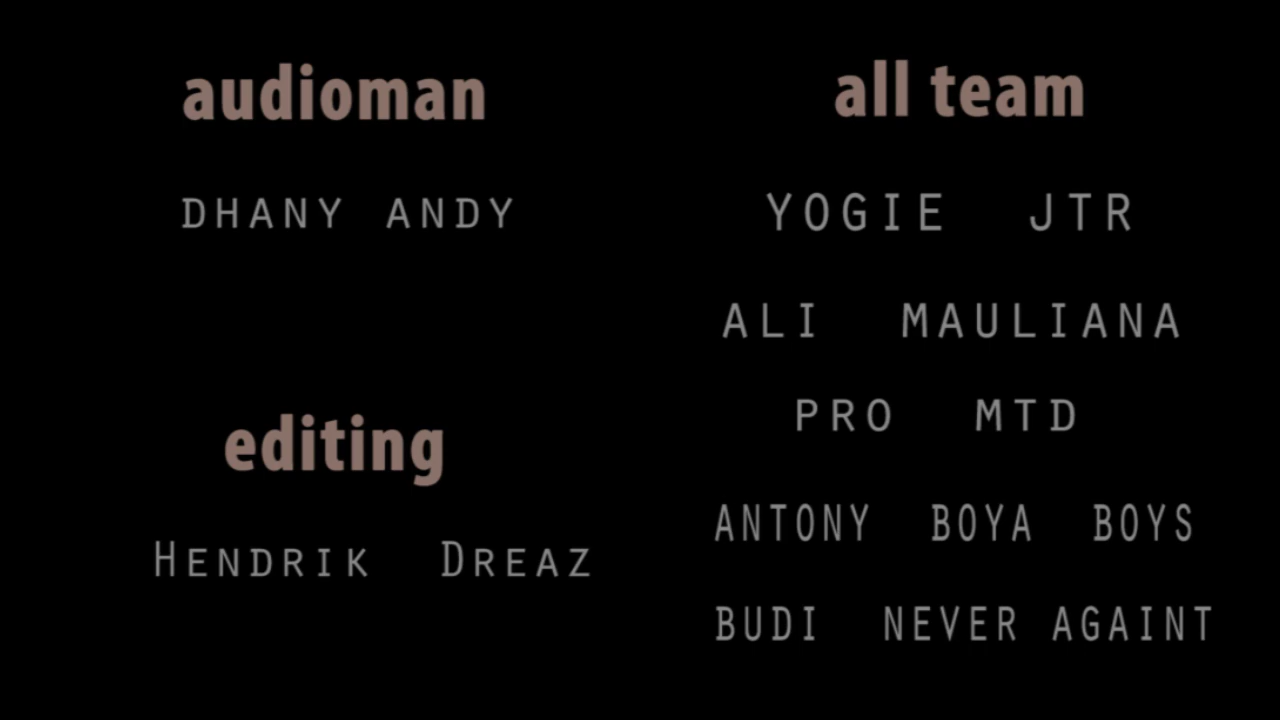 audioman
DHANY ANDY
editing
HENDRIK DREAZ
all team
YOGIE JTR
ALI MAULIANA
PRO MTD
ANTONY BOYA BOYS
BUDI NEVER AGAINT